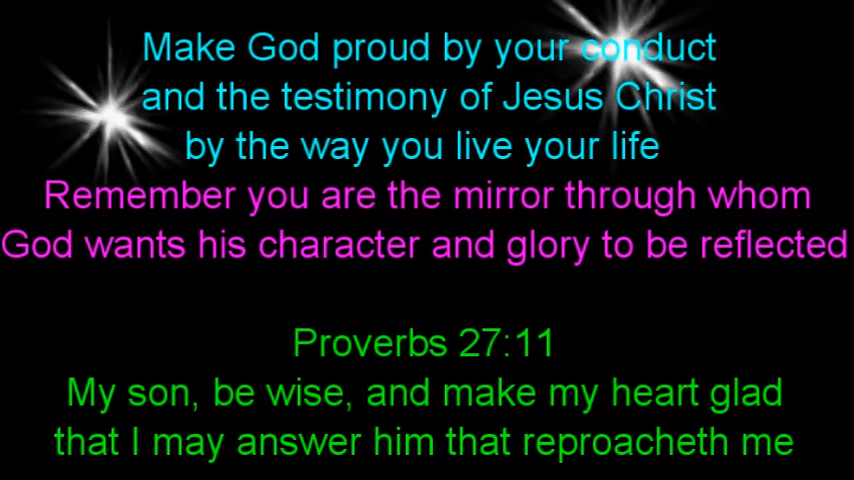 Make God proud by your conduct
and the testimony of Jesus Christ
by the way you live your life
Remember you are the mirror through whom
God wants his character and glory to be reflected
Proverbs 27:11
My son, be wise, and make my heart glad
that I may answer him that reproacheth me